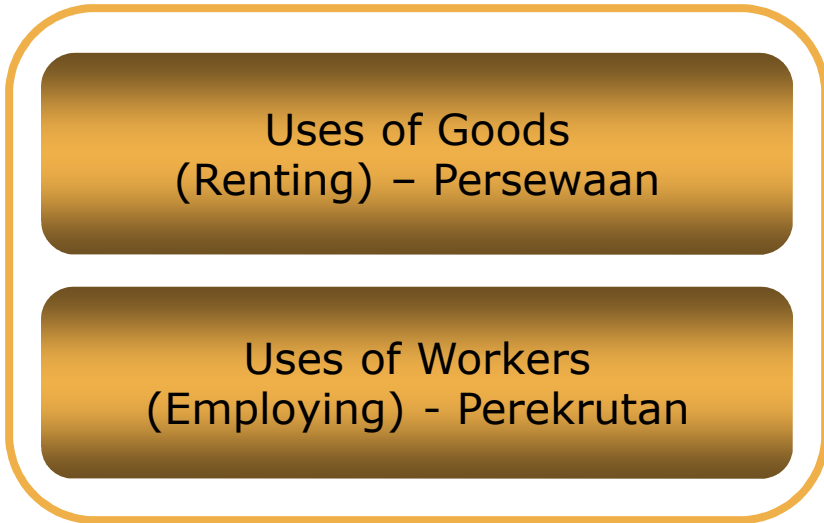 Uses of Goods
(Renting) – Persewaan
Uses of Workers
(Employing) - Perekrutan